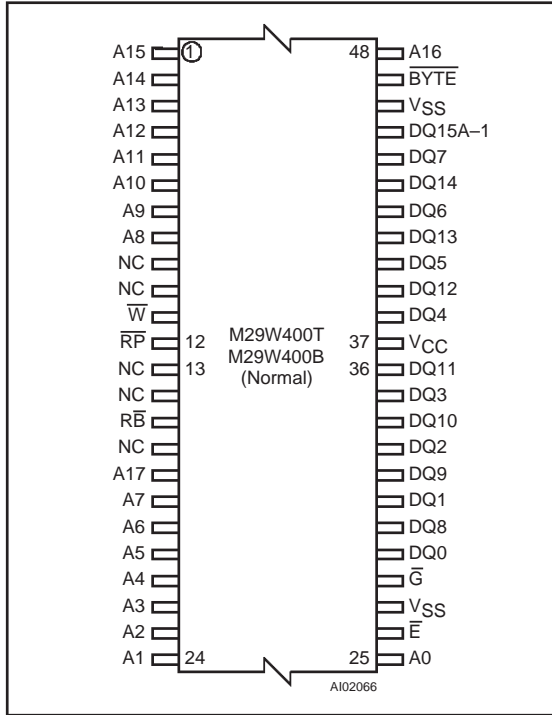 A15 1 48 A16
A14 B̅Y̅T̅E̅
A13 VSS
A12 DQ15A–1
A11 DQ7
A10 DQ14
A9 DQ6
A8 DQ13
NC DQ5
NC DQ12
W̅ DQ4
R̅P̅ 12 M29W400T 37 VCC
NC 13 M29W400B 36 DQ11
NC (Normal) DQ3
RB̅ DQ10
NC DQ2
A17 DQ9
A7 DQ1
A6 DQ8
A5 DQ0
A4 G̅
A3 VSS
A2 E̅
A1 24 25 A0
AI02066